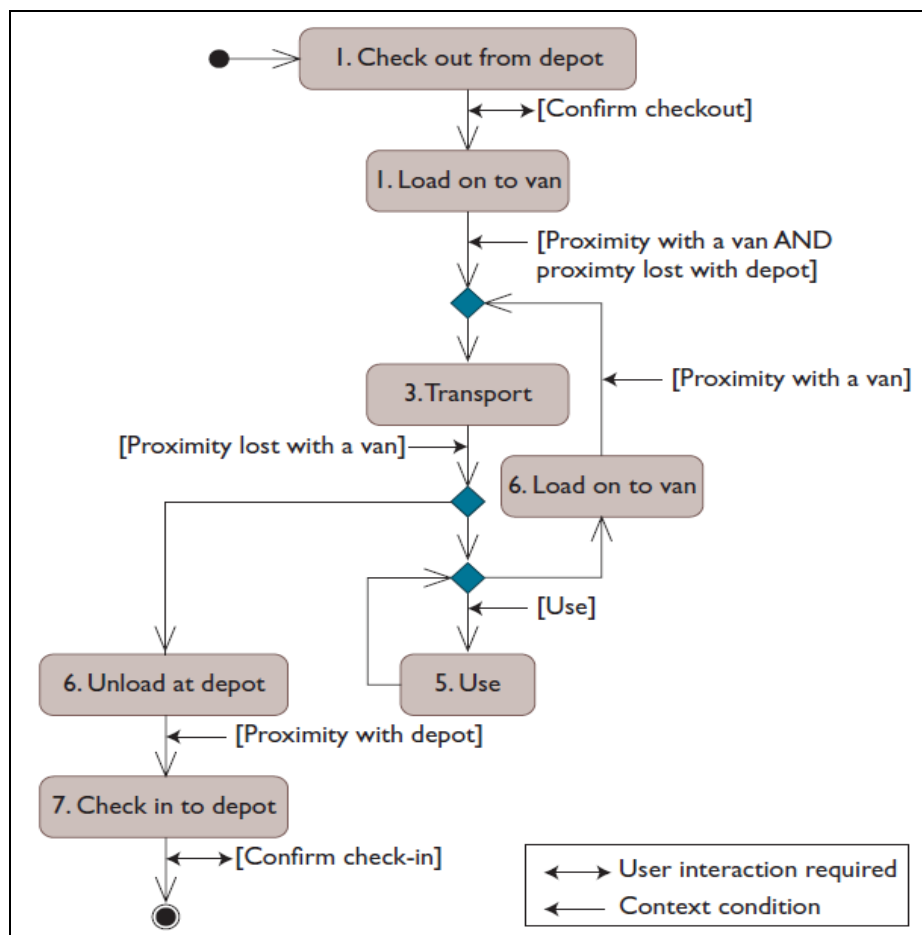 1. Check out from depot
[Confirm checkout]
1. Load on to van
[Proximity with a van AND
proximty lost with depot]
[Proximity with a van]
3. Transport
[Proximity lost with a van]
6. Load on to van
[Use]
6. Unload at depot
5. Use
[Proximity with depot]
7. Check in to depot
[Confirm check-in]
User interaction required
Context condition